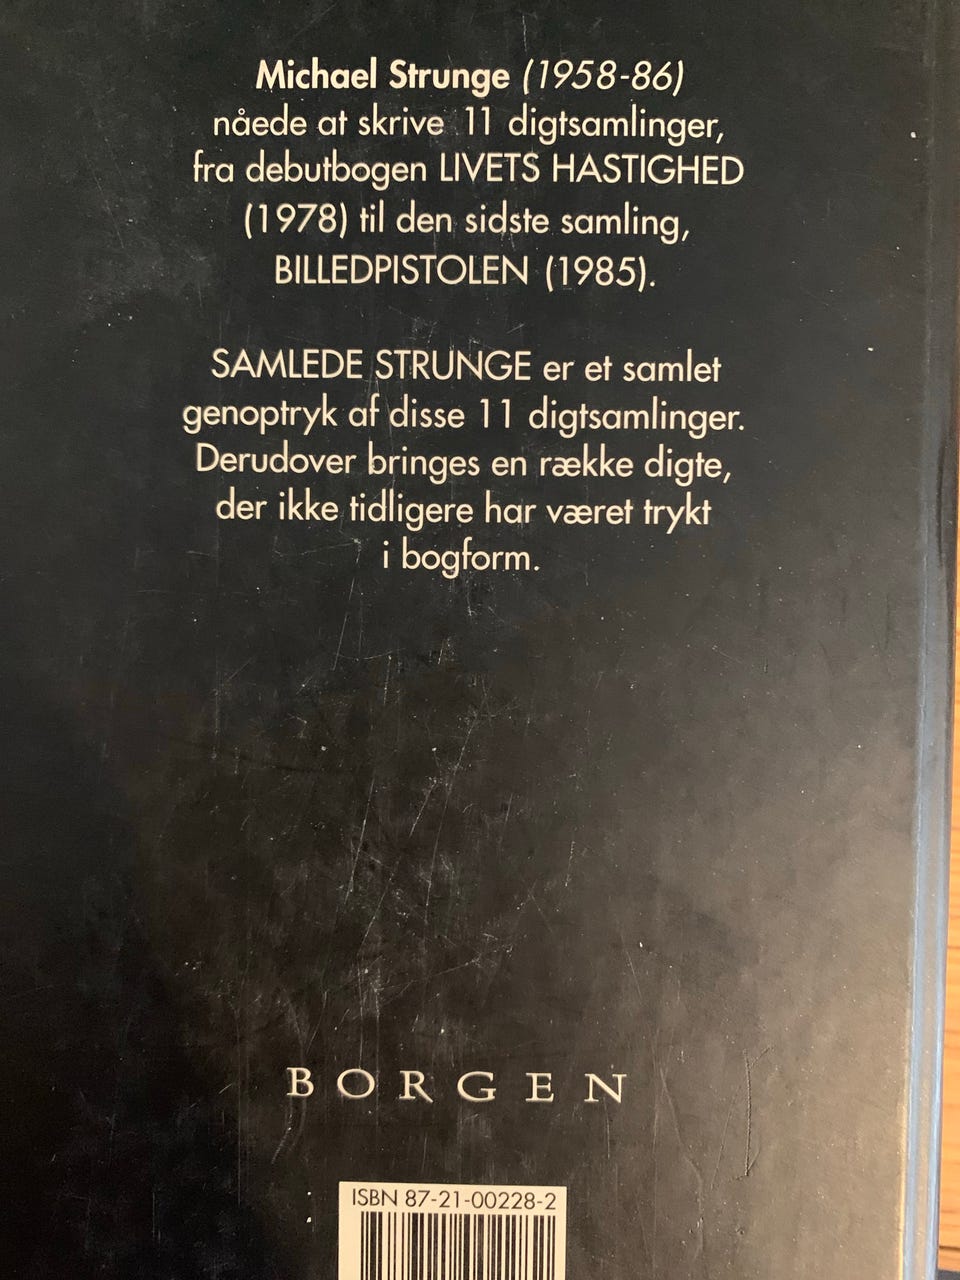 Michael Strunge (1958-86)
nåede at skrive 11 digtsamlinger,
fra debutbogen LIVETS HASTIGHED
(1978) til den sidste samling,
BILLEDPISTOLEN (1985).
SAMLEDE STRUNGE er et samlet
genoptryk af disse 11 digtsamlinger.
Derudover bringes en række digte,
der ikke tidligere har været trykt
i bogform.
BORGEN
ISBN 87-21-00228-2